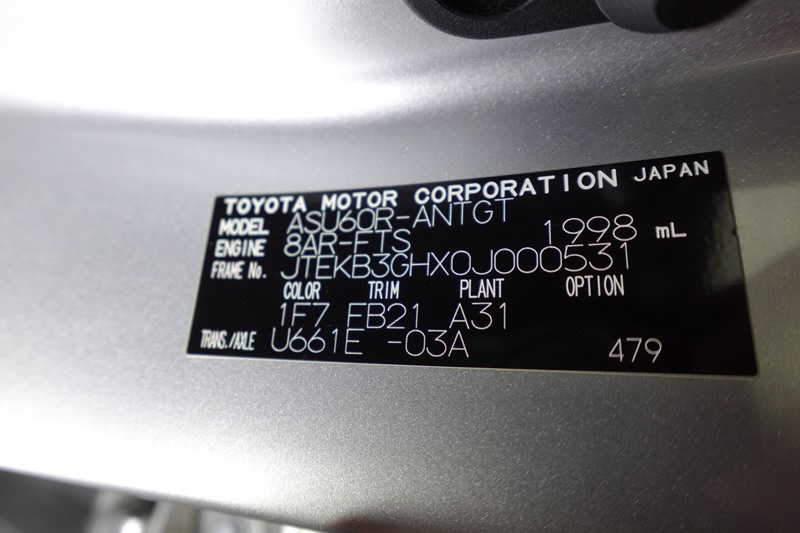 TOYOTA MOTOR CORPORATION JAPAN
MODEL ASU60R-ANTGT
ENGINE 8AR-FTS 1998 mL
FRAME No. JTEKB3GHX0J000531
COLOR TRIM PLANT OPTION
1F7 FB21 A31
TRANS./AXLE U661E -03A 479